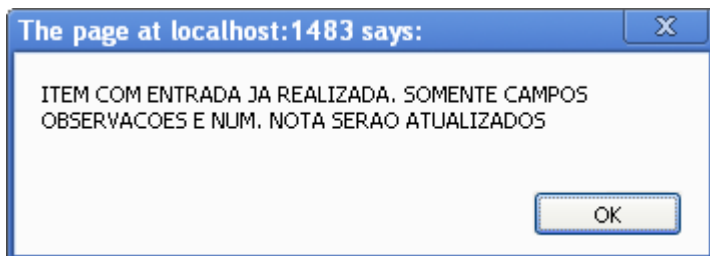 The page at localhost:1483 says:
ITEM COM ENTRADA JA REALIZADA. SOMENTE CAMPOS
OBSERVACOES E NUM. NOTA SERAO ATUALIZADOS
OK